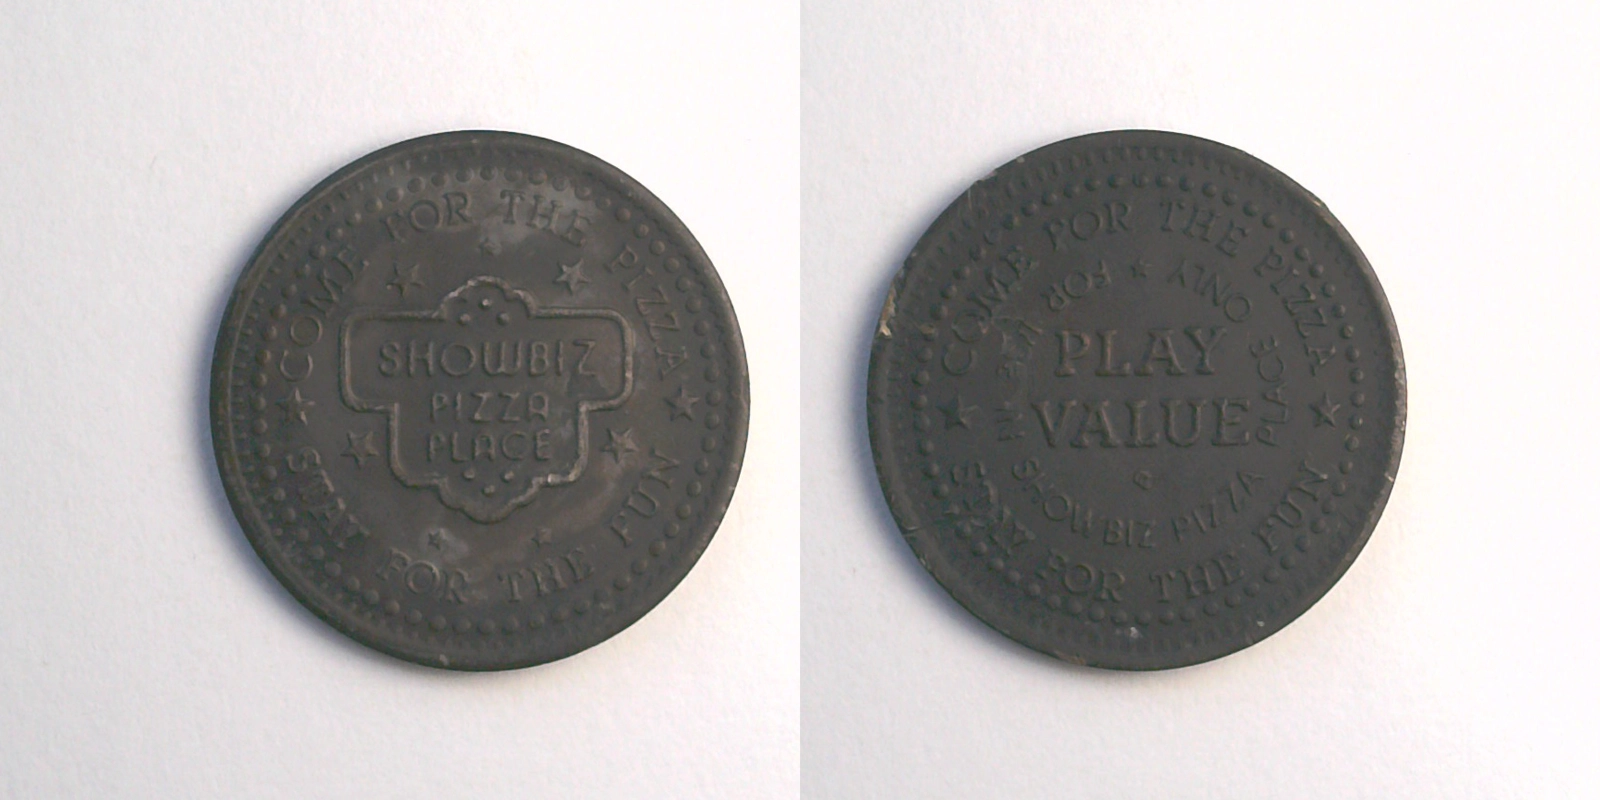 COME FOR THE PIZZA
SHOWBIZ
PIZZA
PLACE
STAY FOR THE FUN
COME FOR THE PIZZA
FOR ONLY
PLAY
VALUE
SHOWBIZ PIZZA PLACE
STAY FOR THE FUN